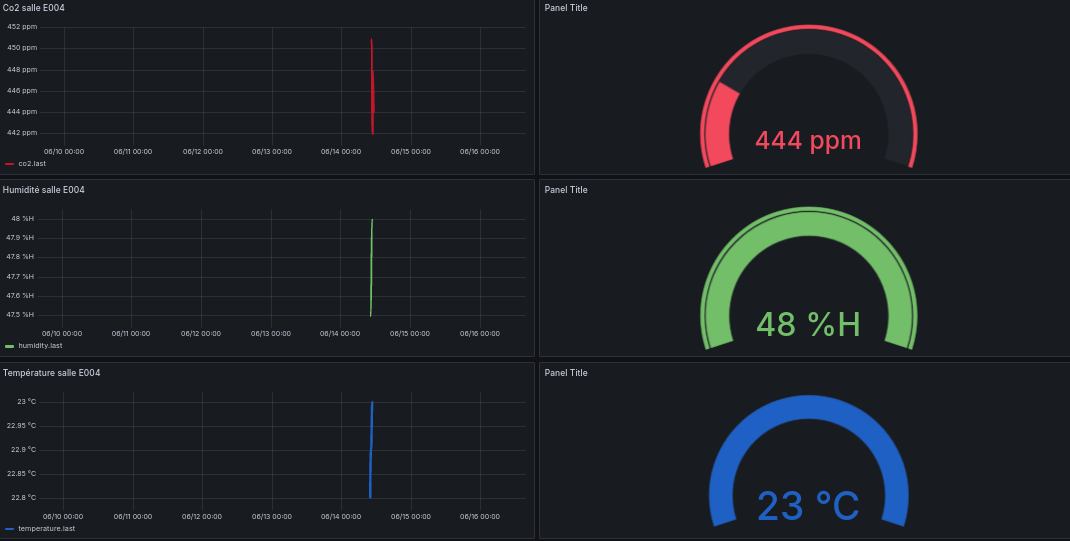 Co2 salle E004
452 ppm
450 ppm
448 ppm
446 ppm
444 ppm
442 ppm
06/10 00:00 06/11 00:00 06/12 00:00 06/13 00:00 06/14 00:00 06/15 00:00 06/16 00:00
co2.last
Panel Title
444 ppm
Humidité salle E004
48 %H
47.9 %H
47.8 %H
47.7 %H
47.6 %H
47.5 %H
06/10 00:00 06/11 00:00 06/12 00:00 06/13 00:00 06/14 00:00 06/15 00:00 06/16 00:00
humidity.last
Panel Title
48 %H
Température salle E004
23 °C
22.95 °C
22.9 °C
22.85 °C
22.8 °C
06/10 00:00 06/11 00:00 06/12 00:00 06/13 00:00 06/14 00:00 06/15 00:00 06/16 00:00
temperature.last
Panel Title
23 °C